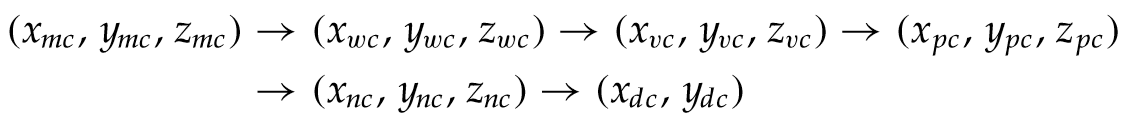 (x_{mc}, y_{mc}, z_{mc}) → (x_{wc}, y_{wc}, z_{wc}) → (x_{vc}, y_{vc}, z_{vc}) → (x_{pc}, y_{pc}, z_{pc})
→ (x_{nc}, y_{nc}, z_{nc}) → (x_{dc}, y_{dc})